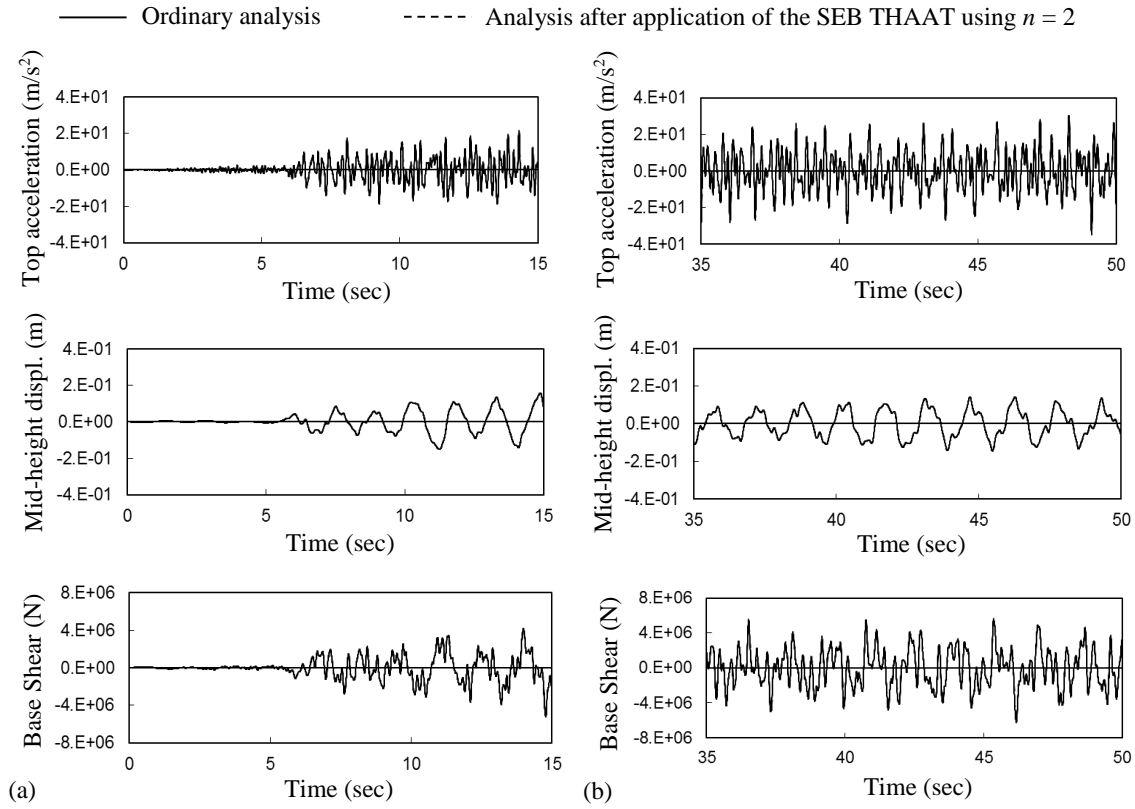 Ordinary analysis
Analysis after application of the SEB THAAT using n = 2
Top acceleration (m/s²)
4.E+01
2.E+01
0.E+00
-2.E+01
-4.E+01
0 5 10 15
Time (sec)
Top acceleration (m/s²)
4.E+01
2.E+01
0.E+00
-2.E+01
-4.E+01
35 40 45 50
Time (sec)
Mid-height displ. (m)
4.E-01
2.E-01
0.E+00
-2.E-01
-4.E-01
0 5 10 15
Time (sec)
Mid-height displ. (m)
4.E-01
2.E-01
0.E+00
-2.E-01
-4.E-01
35 40 45 50
Time (sec)
Base Shear (N)
8.E+06
4.E+06
0.E+00
-4.E+06
-8.E+06
0 5 10 15
Time (sec)
(a)
Base Shear (N)
8.E+06
4.E+06
0.E+00
-4.E+06
-8.E+06
35 40 45 50
Time (sec)
(b)